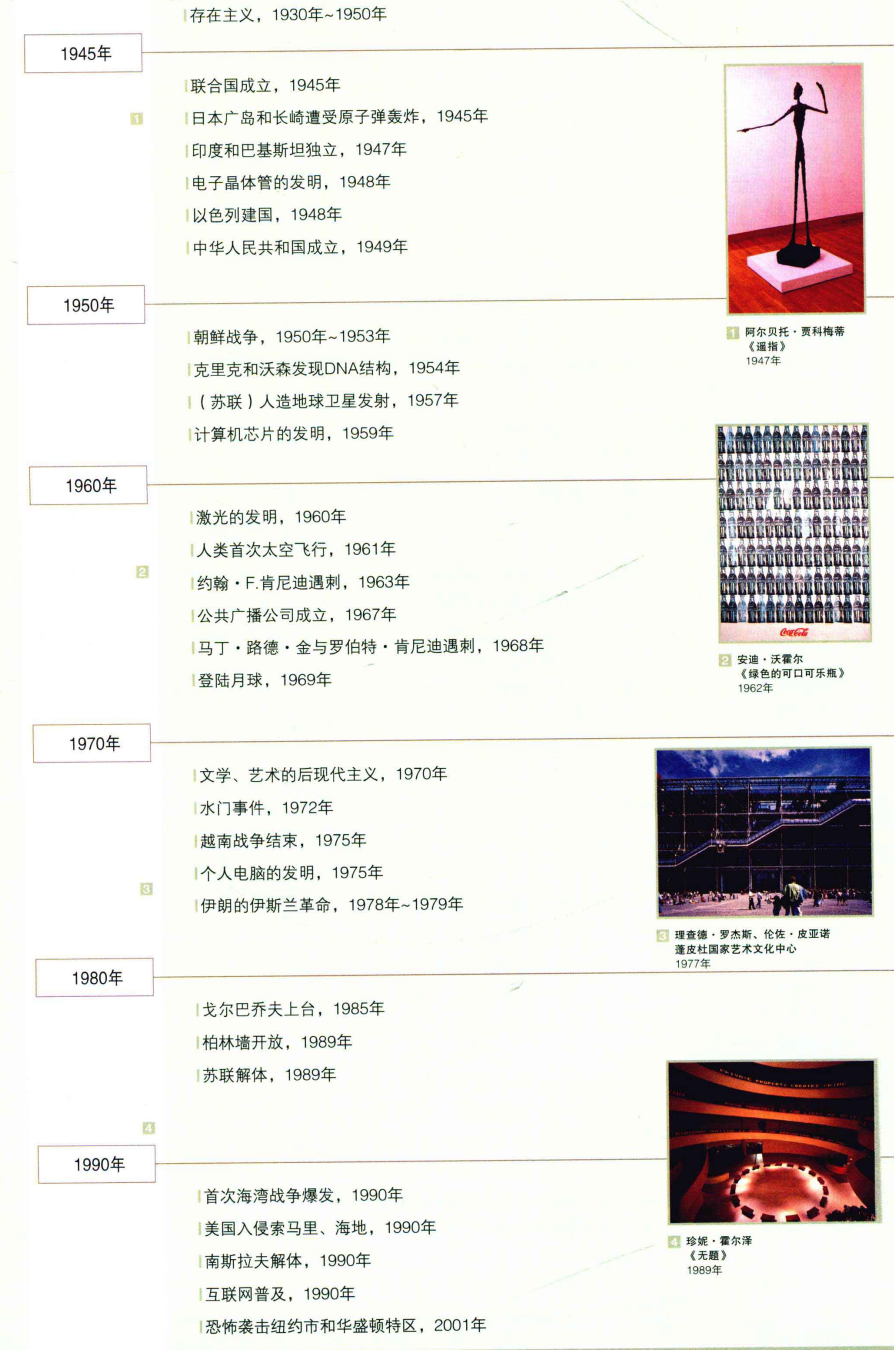 存在主义，1930年~1950年
1945年
联合国成立，1945年
1
日本广岛和长崎遭受原子弹轰炸，1945年
印度和巴基斯坦独立，1947年
电子晶体管的发明，1948年
以色列建国，1948年
中华人民共和国成立，1949年
1 阿尔贝托·贾科梅蒂
《遥指》
1947年
1950年
朝鲜战争，1950年~1953年
克里克和沃森发现DNA结构，1954年
（苏联）人造地球卫星发射，1957年
计算机芯片的发明，1959年
1960年
激光的发明，1960年
人类首次太空飞行，1961年
2
约翰·F.肯尼迪遇刺，1963年
公共广播公司成立，1967年
马丁·路德·金与罗伯特·肯尼迪遇刺，1968年
登陆月球，1969年
Coca-Cola
2 安迪·沃霍尔
《绿色的可口可乐瓶》
1962年
1970年
文学、艺术的后现代主义，1970年
水门事件，1972年
越南战争结束，1975年
个人电脑的发明，1975年
3
伊朗的伊斯兰革命，1978年~1979年
3 理查德·罗杰斯、伦佐·皮亚诺
蓬皮杜国家艺术文化中心
1977年
1980年
戈尔巴乔夫上台，1985年
柏林墙开放，1989年
苏联解体，1989年
4
1990年
首次海湾战争爆发，1990年
美国入侵索马里、海地，1990年
南斯拉夫解体，1990年
互联网普及，1990年
恐怖袭击纽约市和华盛顿特区，2001年
4 珍妮·霍尔泽
《无题》
1989年